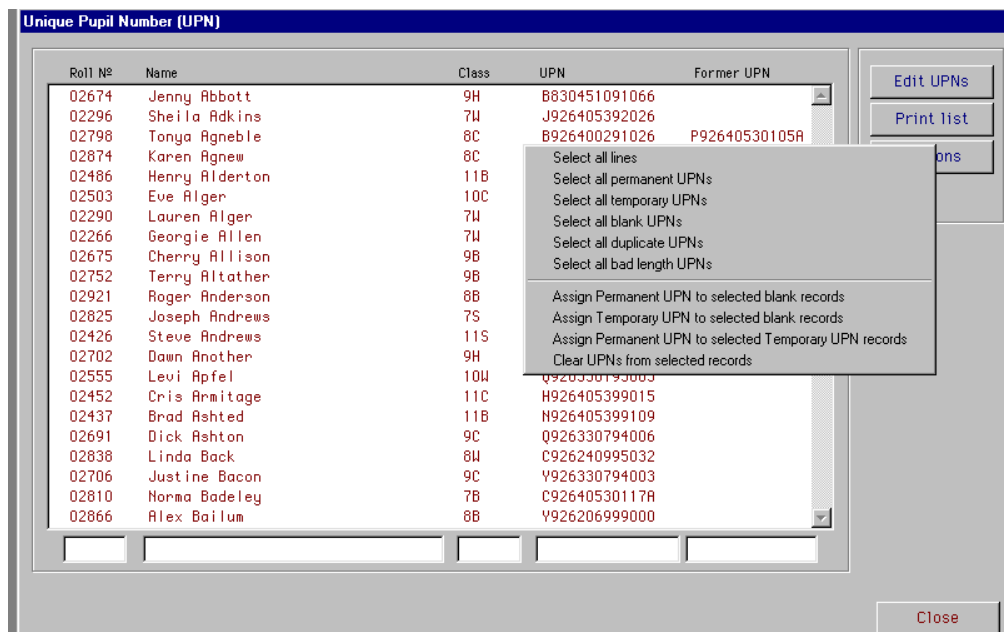 Unique Pupil Number (UPN)
Roll Nº Name Class UPN Former UPN
02674 Jenny Abbott 9H B830451091066
02296 Sheila Adkins 7W J926405392026
02798 Tonya Agneble 8C B926400291026 P92640530105A
02874 Karen Agnew 8C
02486 Henry Alderton 11B
02503 Eve Alger 10C
02290 Lauren Alger 7W
02266 Georgie Allen 7W
02675 Cherry Allison 9B
02752 Terry Altather 9B
02921 Roger Anderson 8B
02825 Joseph Andrews 7S
02426 Steve Andrews 11S
02702 Dawn Another 9H
02555 Levi Apfel 10W
02452 Cris Armitage 11C H926405399015
02437 Brad Ashted 11B N926405399109
02691 Dick Ashton 9C Q926330794006
02838 Linda Back 8W C926240995032
02706 Justine Bacon 9C Y926330794003
02810 Norma Badeley 7B C92640530117A
02866 Alex Bailum 8B Y926206999000
Select all lines
Select all permanent UPNs
Select all temporary UPNs
Select all blank UPNs
Select all duplicate UPNs
Select all bad length UPNs
Assign Permanent UPN to selected blank records
Assign Temporary UPN to selected blank records
Assign Permanent UPN to selected Temporary UPN records
Clear UPNs from selected records
Edit UPNs
Print list
ons
Close